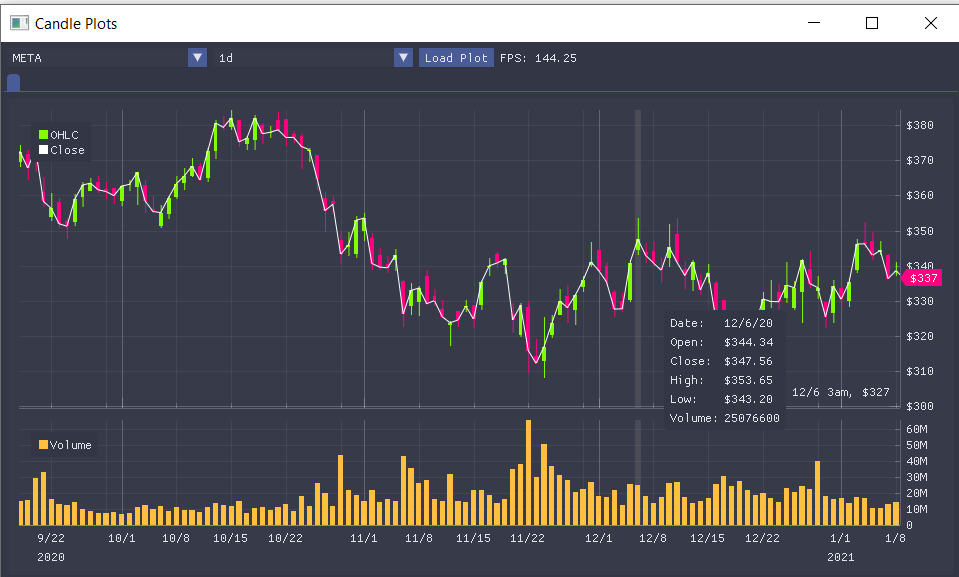 Candle Plots
META 1d Load Plot FPS: 144.25
OHLC
Close
$380
$370
$360
$350
$340
$337
$330
$320
$310
$300
Date: 12/6/20
Open: $344.34
Close: $347.56
High: $353.65
Low: $343.20
Volume: 25076600
12/6 3am, $327
Volume
60M
50M
40M
30M
20M
10M
0
9/22 10/1 10/8 10/15 10/22 11/1 11/8 11/15 11/22 12/1 12/8 12/15 12/22 1/1 1/8
2020 2021